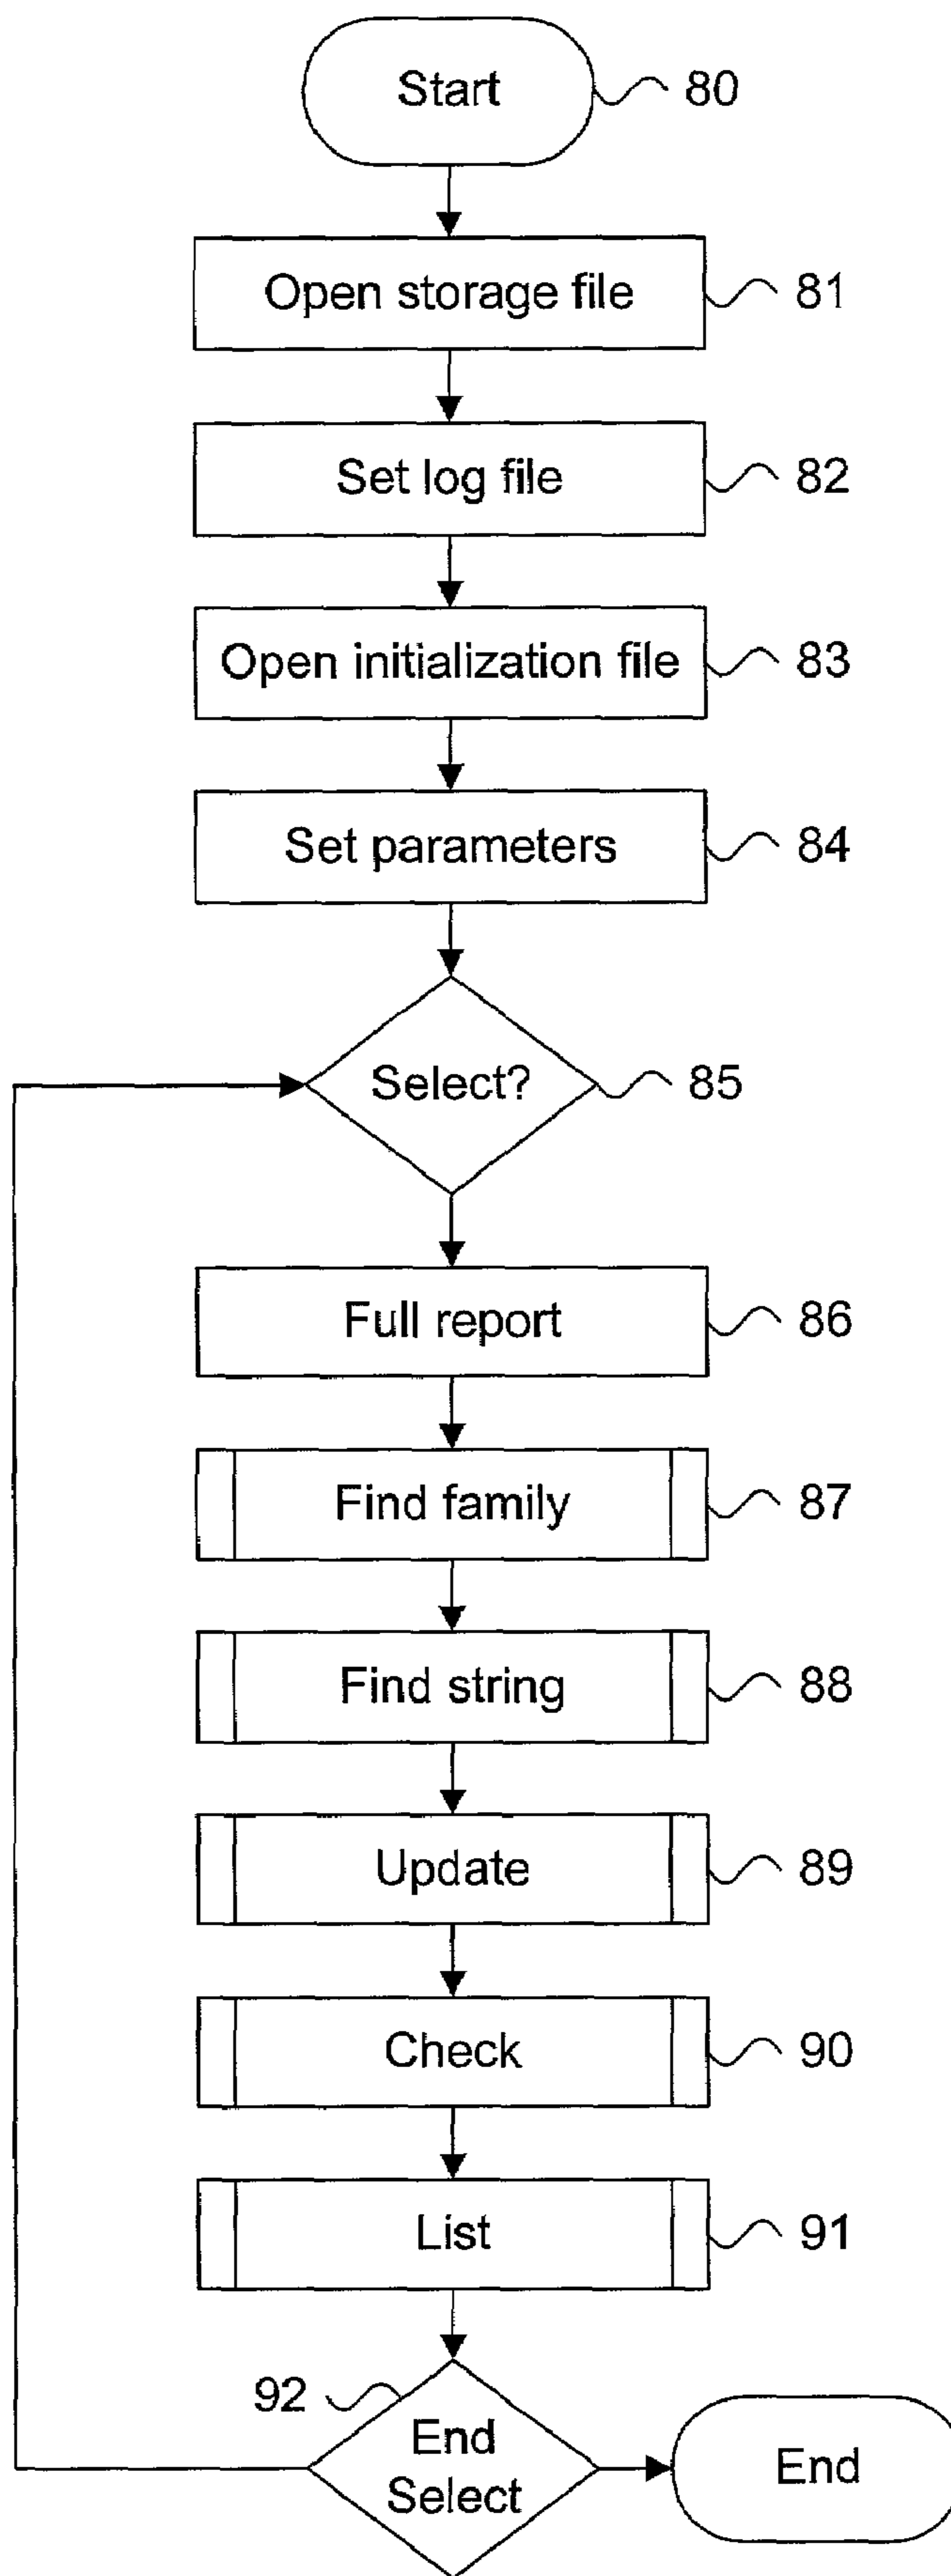 Start 80
Open storage file 81
Set log file 82
Open initialization file 83
Set parameters 84
Select? 85
Full report 86
Find family 87
Find string 88
Update 89
Check 90
List 91
92
End
Select
End